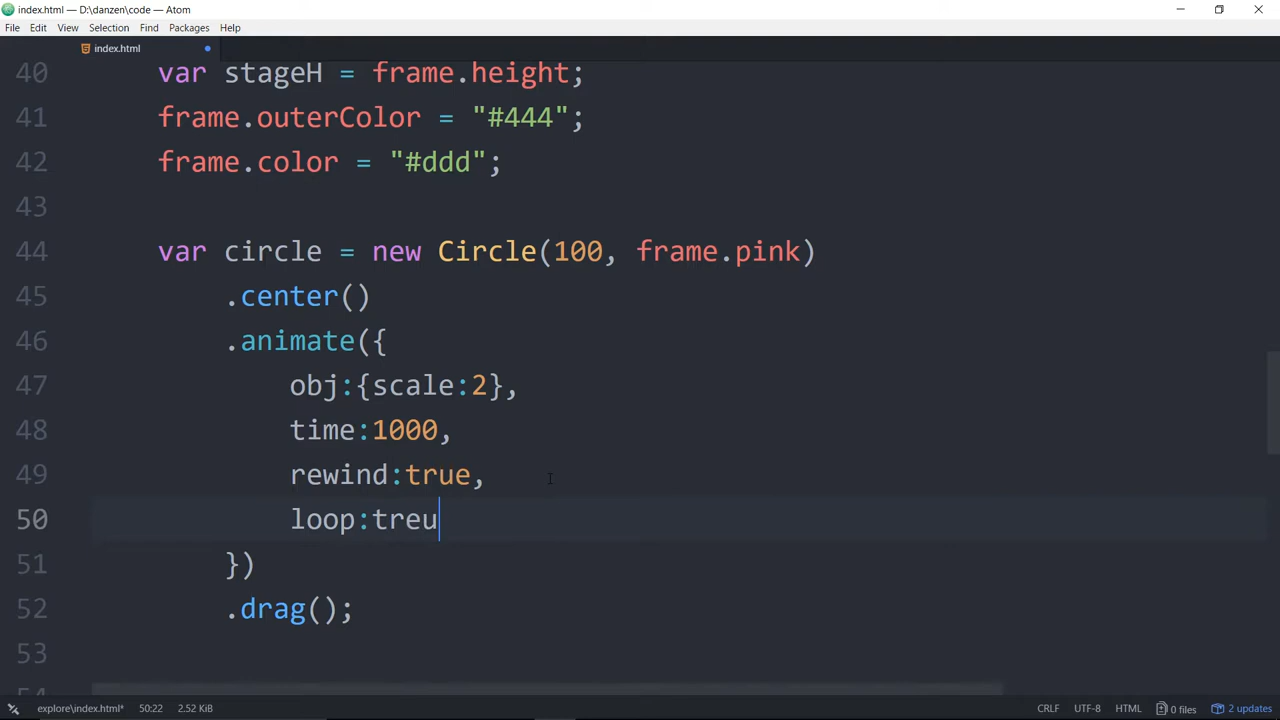 index.html — D:\danzen\code — Atom
File Edit View Selection Find Packages Help
index.html
40 var stageH = frame.height;
41 frame.outerColor = "#444";
42 frame.color = "#ddd";
43
44 var circle = new Circle(100, frame.pink)
45 .center()
46 .animate({
47 obj:{scale:2},
48 time:1000,
49 rewind:true,
50 loop:treu
51 })
52 .drag();
53
54
explore\index.html* 50:22 2.52 KiB CRLF UTF-8 HTML 0 files 2 updates